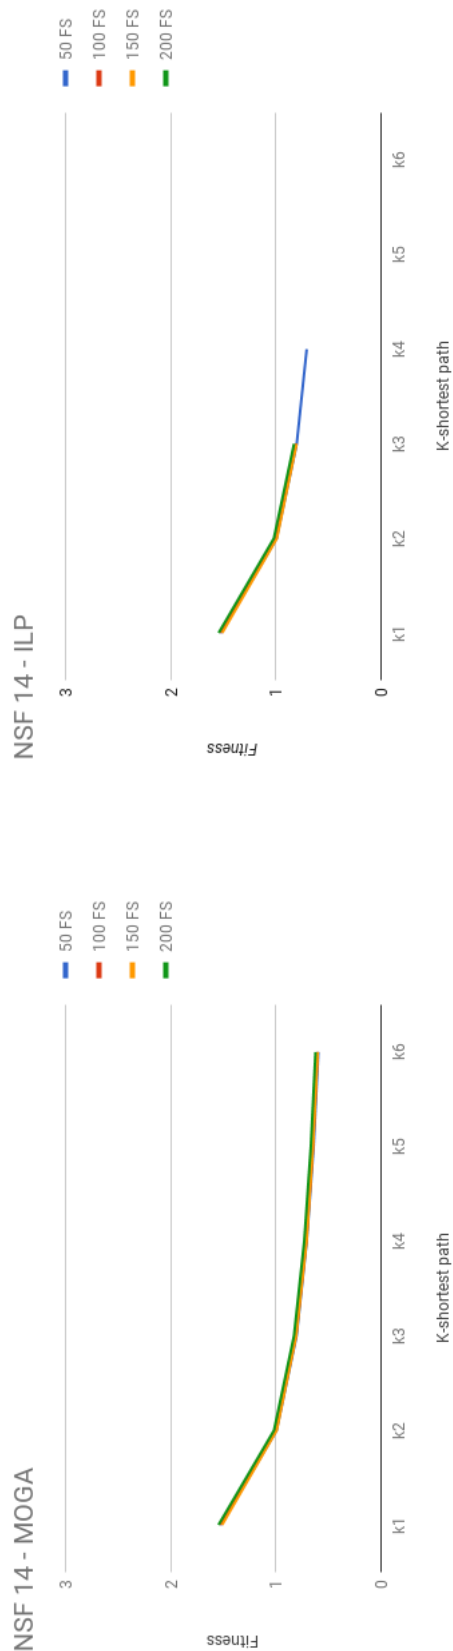 NSF 14 - MOGA
50 FS
100 FS
150 FS
200 FS
Fitness
3
2
1
0
k1 k2 k3 k4 k5 k6
K-shortest path
NSF 14 - ILP
50 FS
100 FS
150 FS
200 FS
Fitness
3
2
1
0
k1 k2 k3 k4 k5 k6
K-shortest path